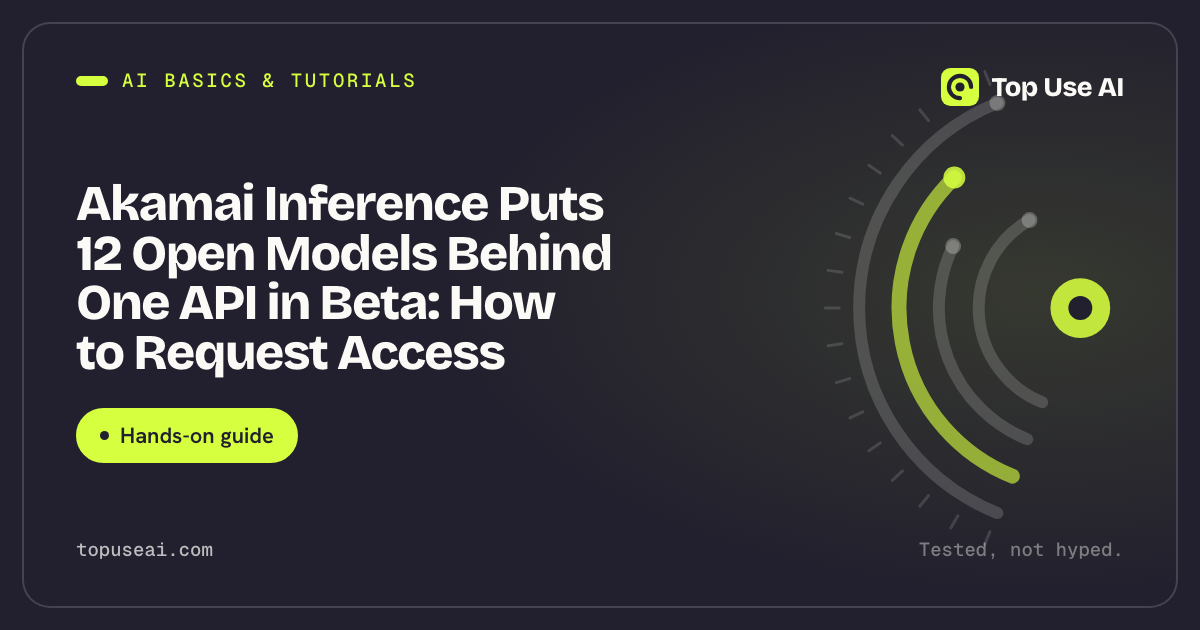 AI BASICS & TUTORIALS
Top Use AI
Akamai Inference Puts
12 Open Models Behind
One API in Beta: How
to Request Access
Hands-on guide
topuseai.com
Tested, not hyped.